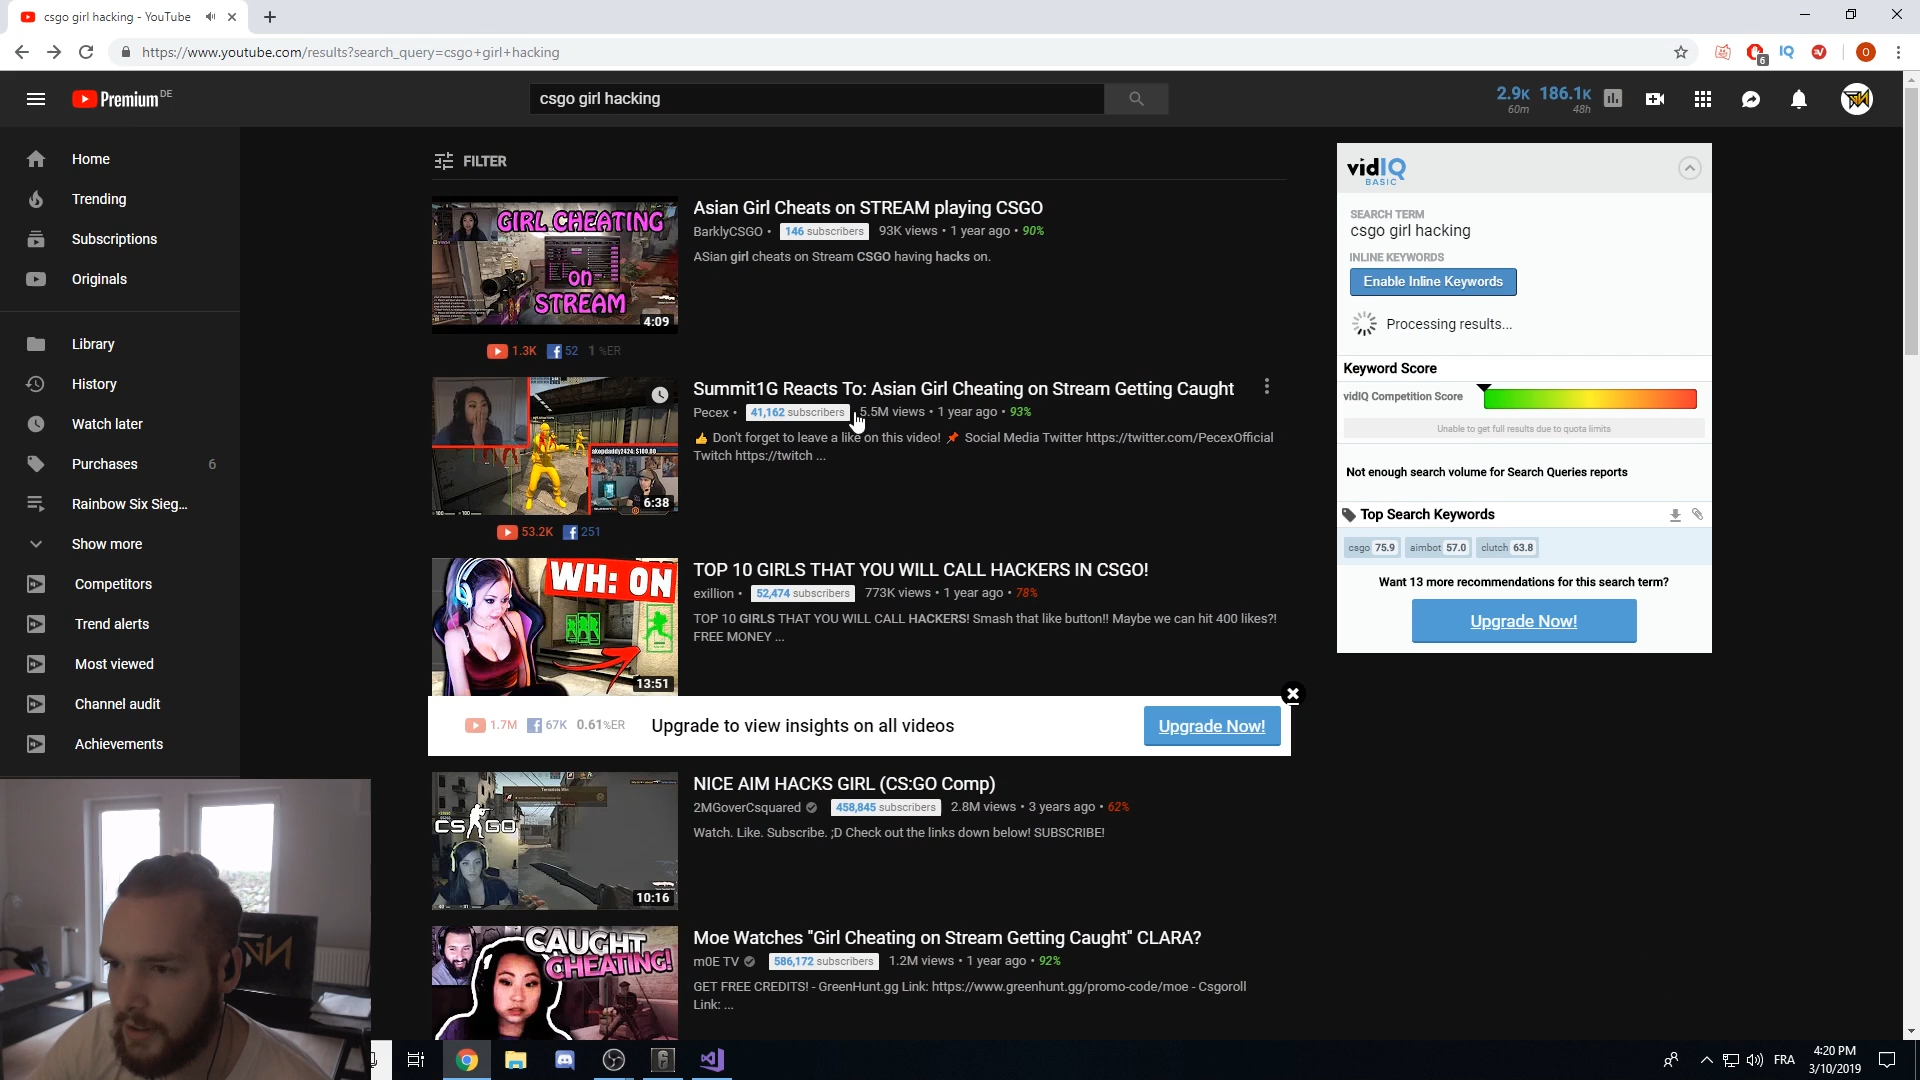 csgo girl hacking - YouTube
https://www.youtube.com/results?search_query=csgo+girl+hacking
6
O
Premium DE
csgo girl hacking
2.9K 186.1K
60m 48h
Home
Trending
Subscriptions
Originals
Library
History
Watch later
Purchases 6
Rainbow Six Sieg...
Show more
Competitors
Trend alerts
Most viewed
Channel audit
Achievements
FILTER
GIRL CHEATING
on
STREAM
4:09
Asian Girl Cheats on STREAM playing CSGO
BarklyCSGO • 146 subscribers 93K views • 1 year ago • 90%
ASian girl cheats on Stream CSGO having hacks on.
1.3K 52 1 %ER
6:38
Summit1G Reacts To: Asian Girl Cheating on Stream Getting Caught
Pecex • 41,162 subscribers 5.5M views • 1 year ago • 93%
👍 Don't forget to leave a like on this video! 📌 Social Media Twitter https://twitter.com/PecexOfficial
Twitch https://twitch ...
53.2K 251
WH: ON
13:51
TOP 10 GIRLS THAT YOU WILL CALL HACKERS IN CSGO!
exillion • 52,474 subscribers 773K views • 1 year ago • 78%
TOP 10 GIRLS THAT YOU WILL CALL HACKERS! Smash that like button!! Maybe we can hit 400 likes?!
FREE MONEY ...
1.7M 67K 0.61%ER Upgrade to view insights on all videos Upgrade Now!
CS GO
10:16
NICE AIM HACKS GIRL (CS:GO Comp)
2MGoverCsquared 458,845 subscribers 2.8M views • 3 years ago • 62%
Watch. Like. Subscribe. ;D Check out the links down below! SUBSCRIBE!
CAUGHT
CHEATING!
Moe Watches "Girl Cheating on Stream Getting Caught" CLARA?
m0E TV 586,172 subscribers 1.2M views • 1 year ago • 92%
GET FREE CREDITS! - GreenHunt.gg Link: https://www.greenhunt.gg/promo-code/moe - Csgoroll
Link: ...
vidIQ
BASIC
SEARCH TERM
csgo girl hacking
INLINE KEYWORDS
Enable Inline Keywords
Processing results...
Keyword Score
vidIQ Competition Score
Unable to get full results due to quota limits
Not enough search volume for Search Queries reports
Top Search Keywords
csgo 75.9 aimbot 57.0 clutch 63.8
Want 13 more recommendations for this search term?
Upgrade Now!
FRA
4:20 PM
3/10/2019